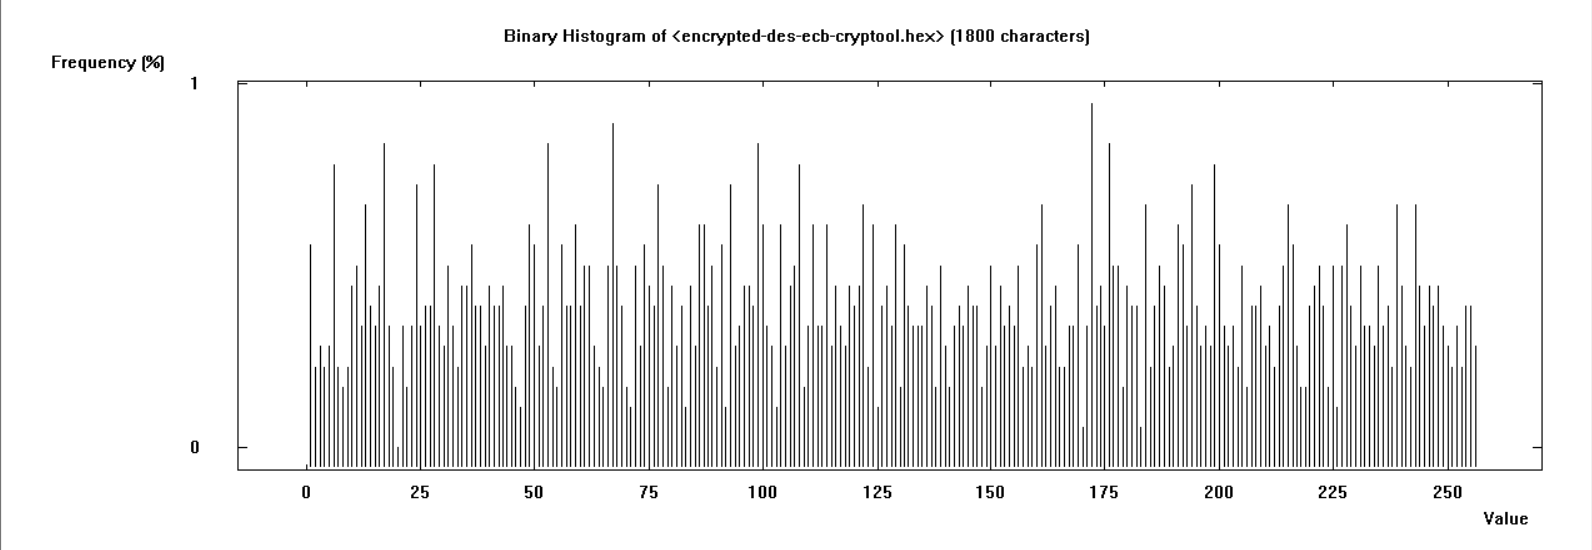 Binary Histogram of <encrypted-des-ecb-cryptool.hex> (1800 characters)
Frequency (%)
1
0
0 25 50 75 100 125 150 175 200 225 250
Value